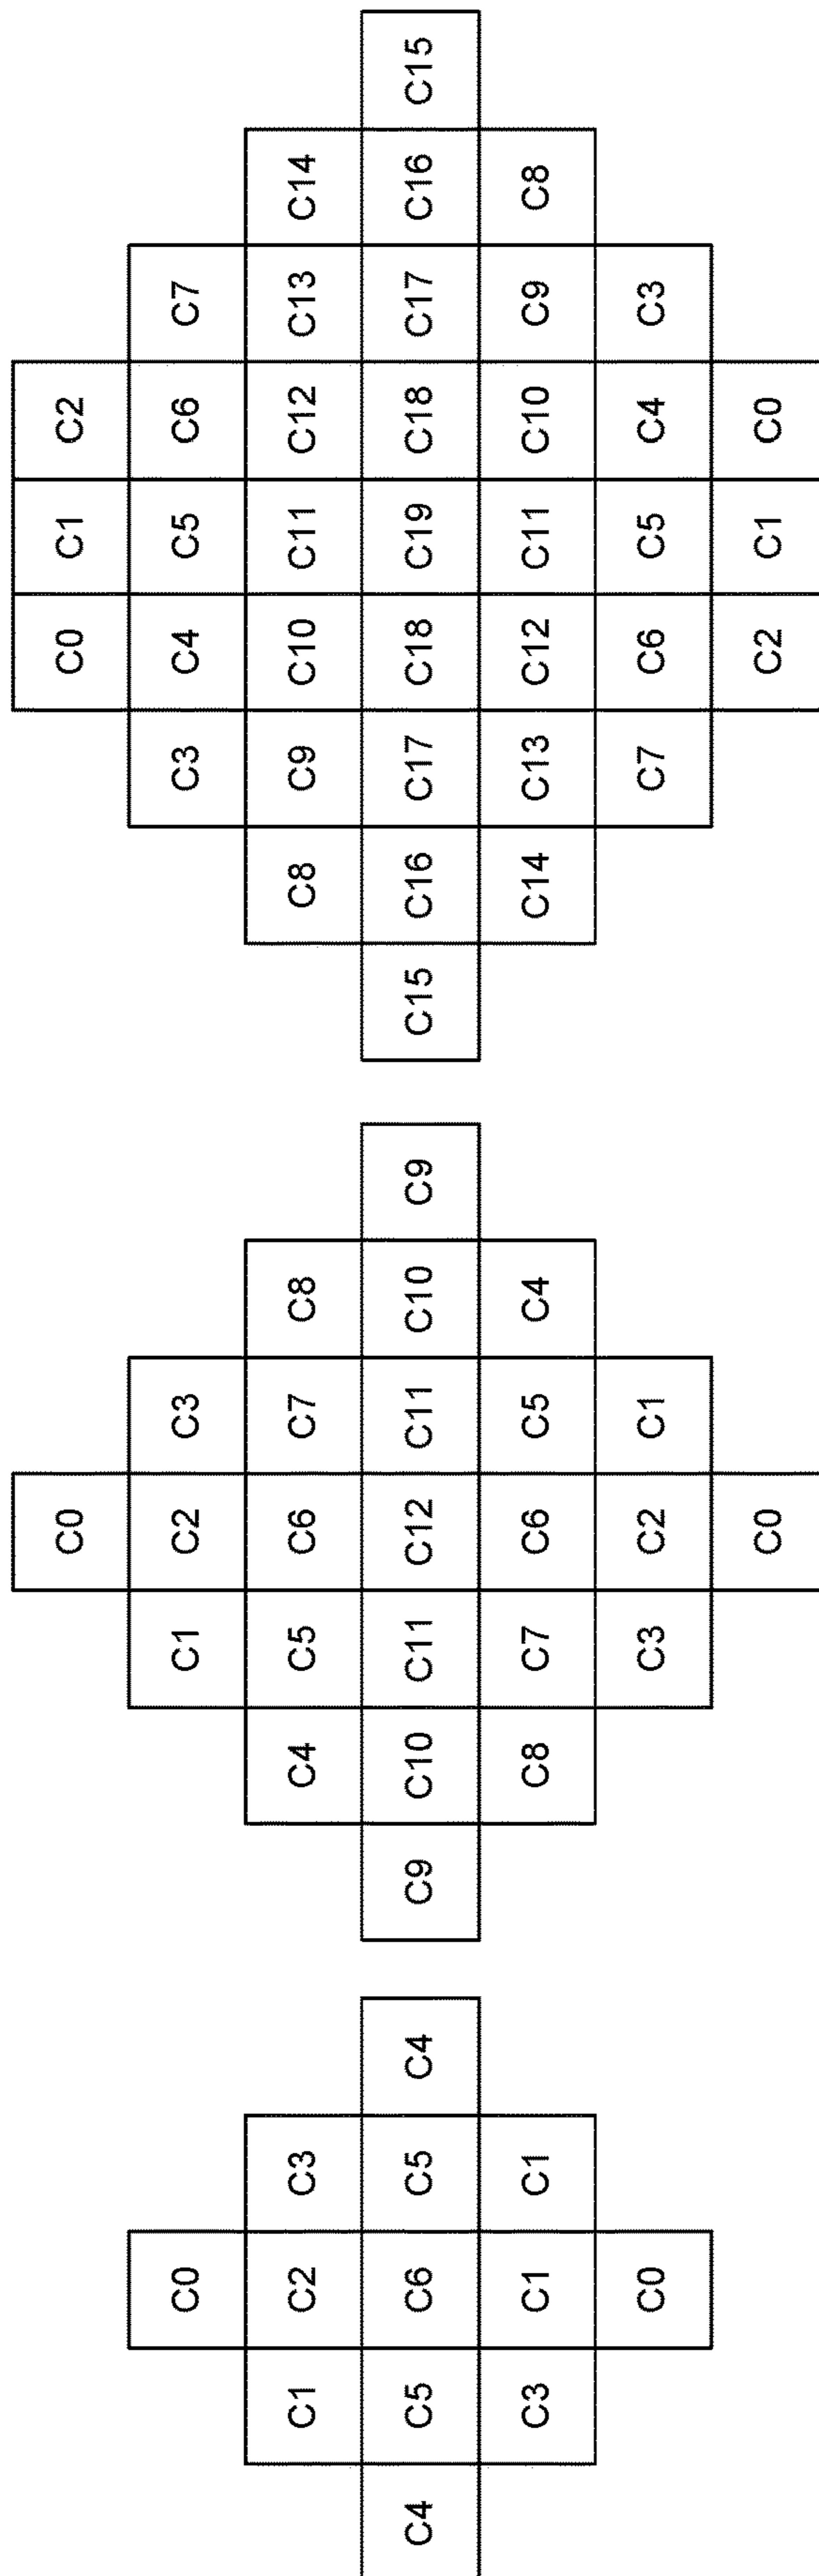 C0
C1 C2 C3
C4 C5 C6 C5 C4
C3 C1 C1
C0
C0
C1 C2 C3
C4 C5 C6 C7 C8
C9 C10 C11 C12 C11 C10 C9
C8 C7 C6 C5 C4
C3 C2 C1
C0
C0 C1 C2
C3 C4 C5 C6 C7
C8 C9 C10 C11 C12 C13 C14
C15 C16 C17 C18 C19 C18 C17 C16 C15
C14 C13 C12 C11 C10 C9 C8
C7 C6 C5 C4 C3
C2 C1 C0